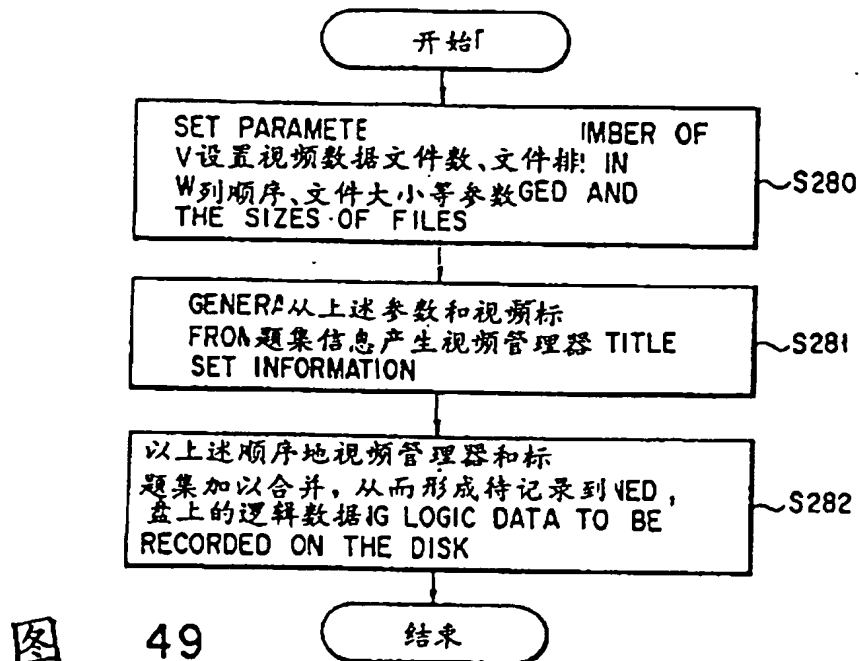 开始
SET PARAMETE IMBER OF
V设置视频数据文件数、文件排! IN
W列顺序、文件大小等参数GED AND
THE SIZES OF FILES
S280
GENERA从上述参数和视频标
FROM题集信息产生视频管理器 TITLE
SET INFORMATION
S281
以上述顺序地视频管理器和标
题集加以合并，从而形成待记录到NED,
盘上的逻辑数据IG LOGIC DATA TO BE
RECORDED ON THE DISK
S282
结束
图 49